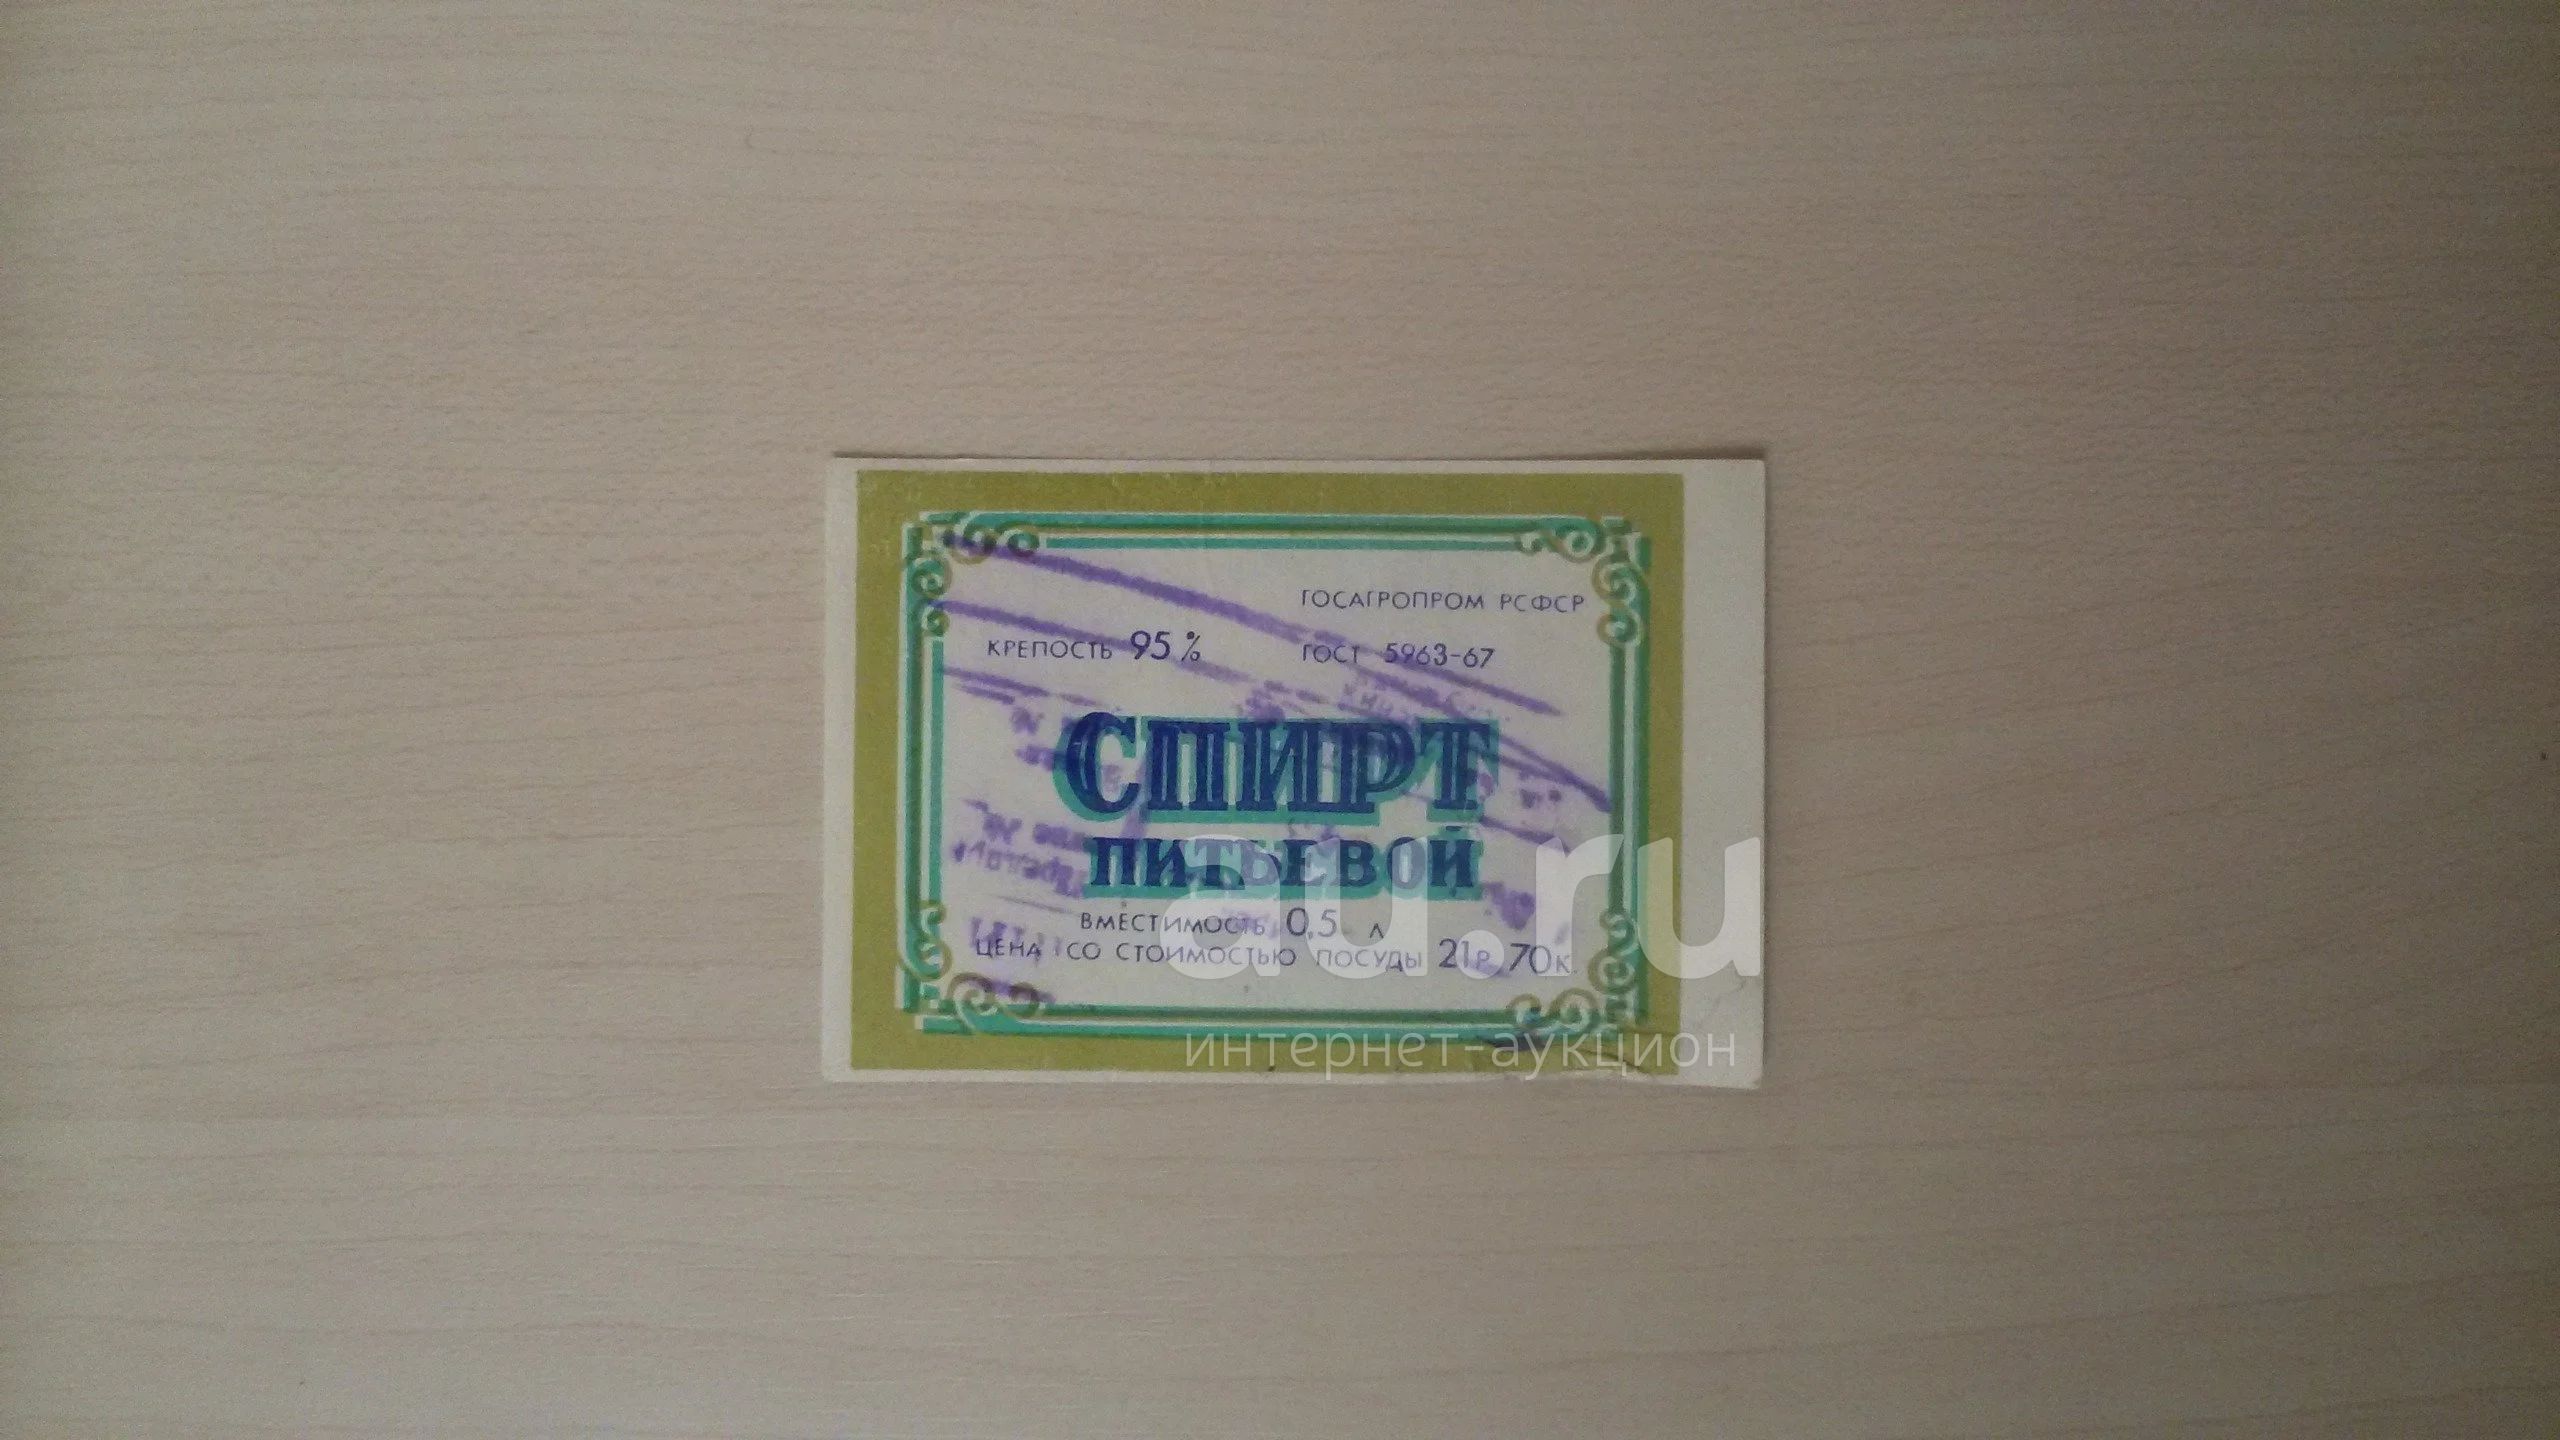 ГОСАГРОПРОМ РСФСР
КРЕПОСТЬ 95% ГОСТ 5963-67
СПИРТ
ПИТЬЕВОЙ
ВМЕСТИМОСТЬ 0,5 Л
ЦЕНА СО СТОИМОСТЬЮ ПОСУДЫ 21Р. 70К.
au.ru
интернет-аукцион